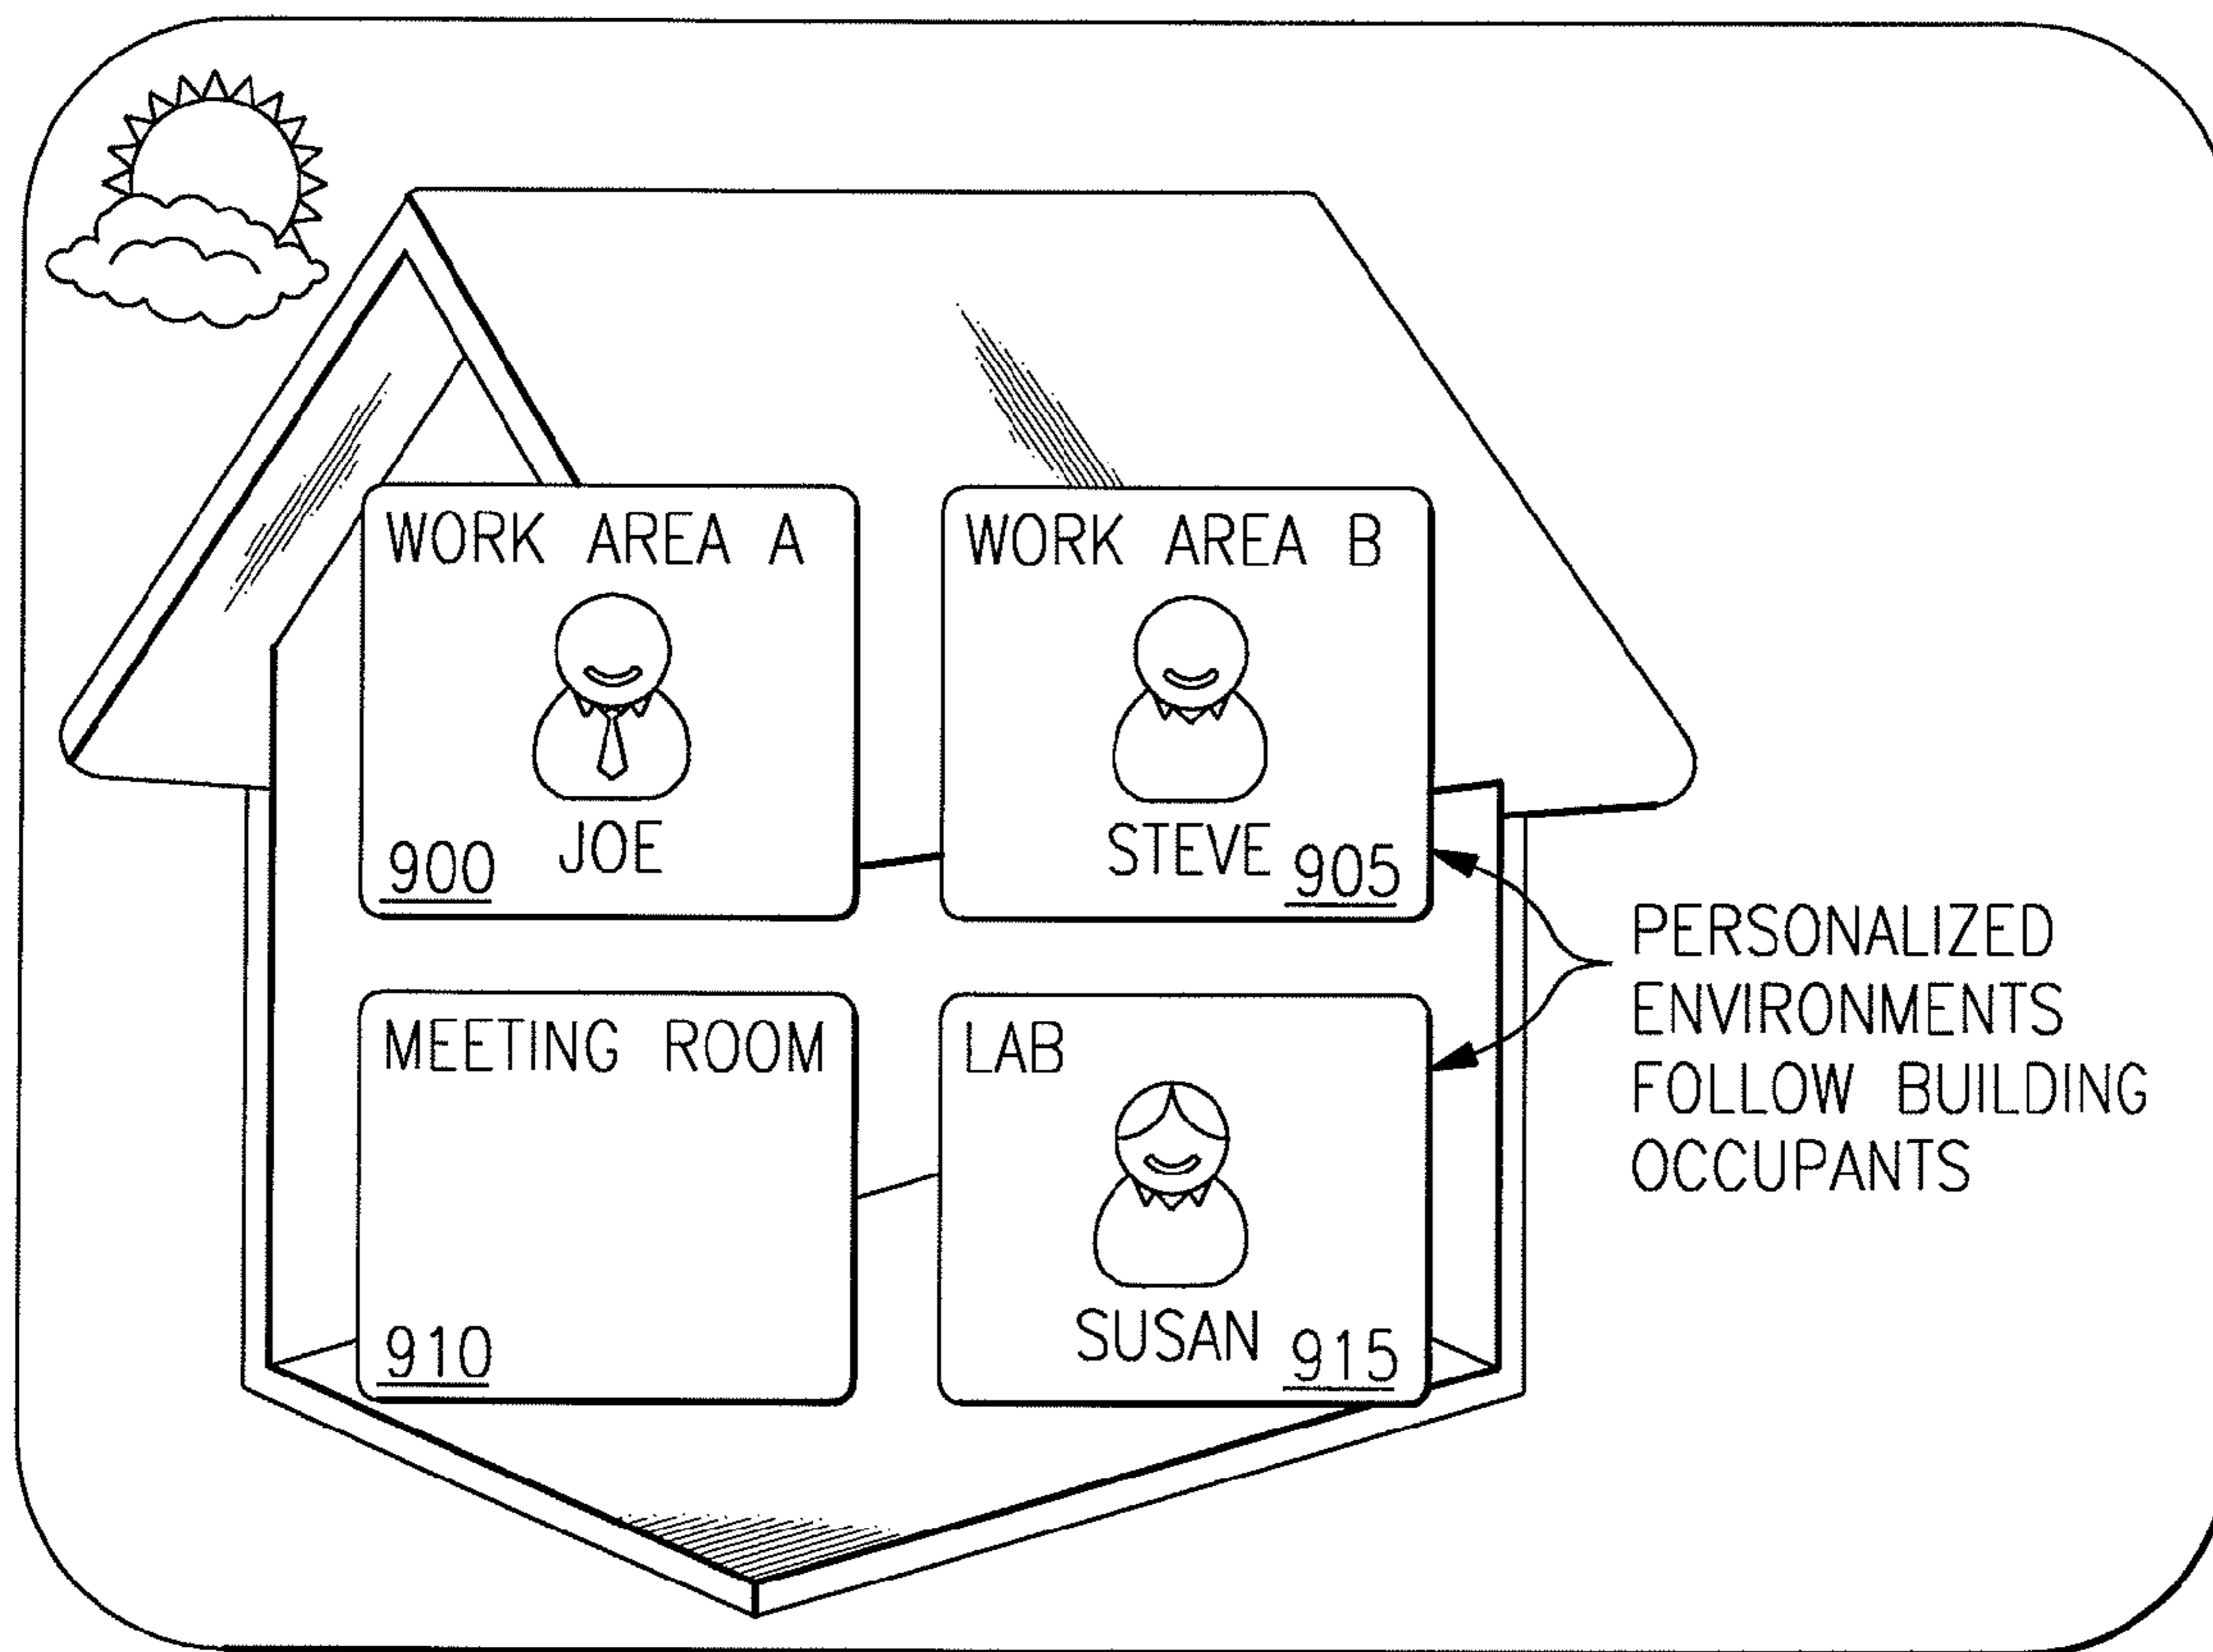 WORK AREA A
JOE
900
WORK AREA B
STEVE
905
MEETING ROOM
910
LAB
SUSAN
915
PERSONALIZED
ENVIRONMENTS
FOLLOW BUILDING
OCCUPANTS